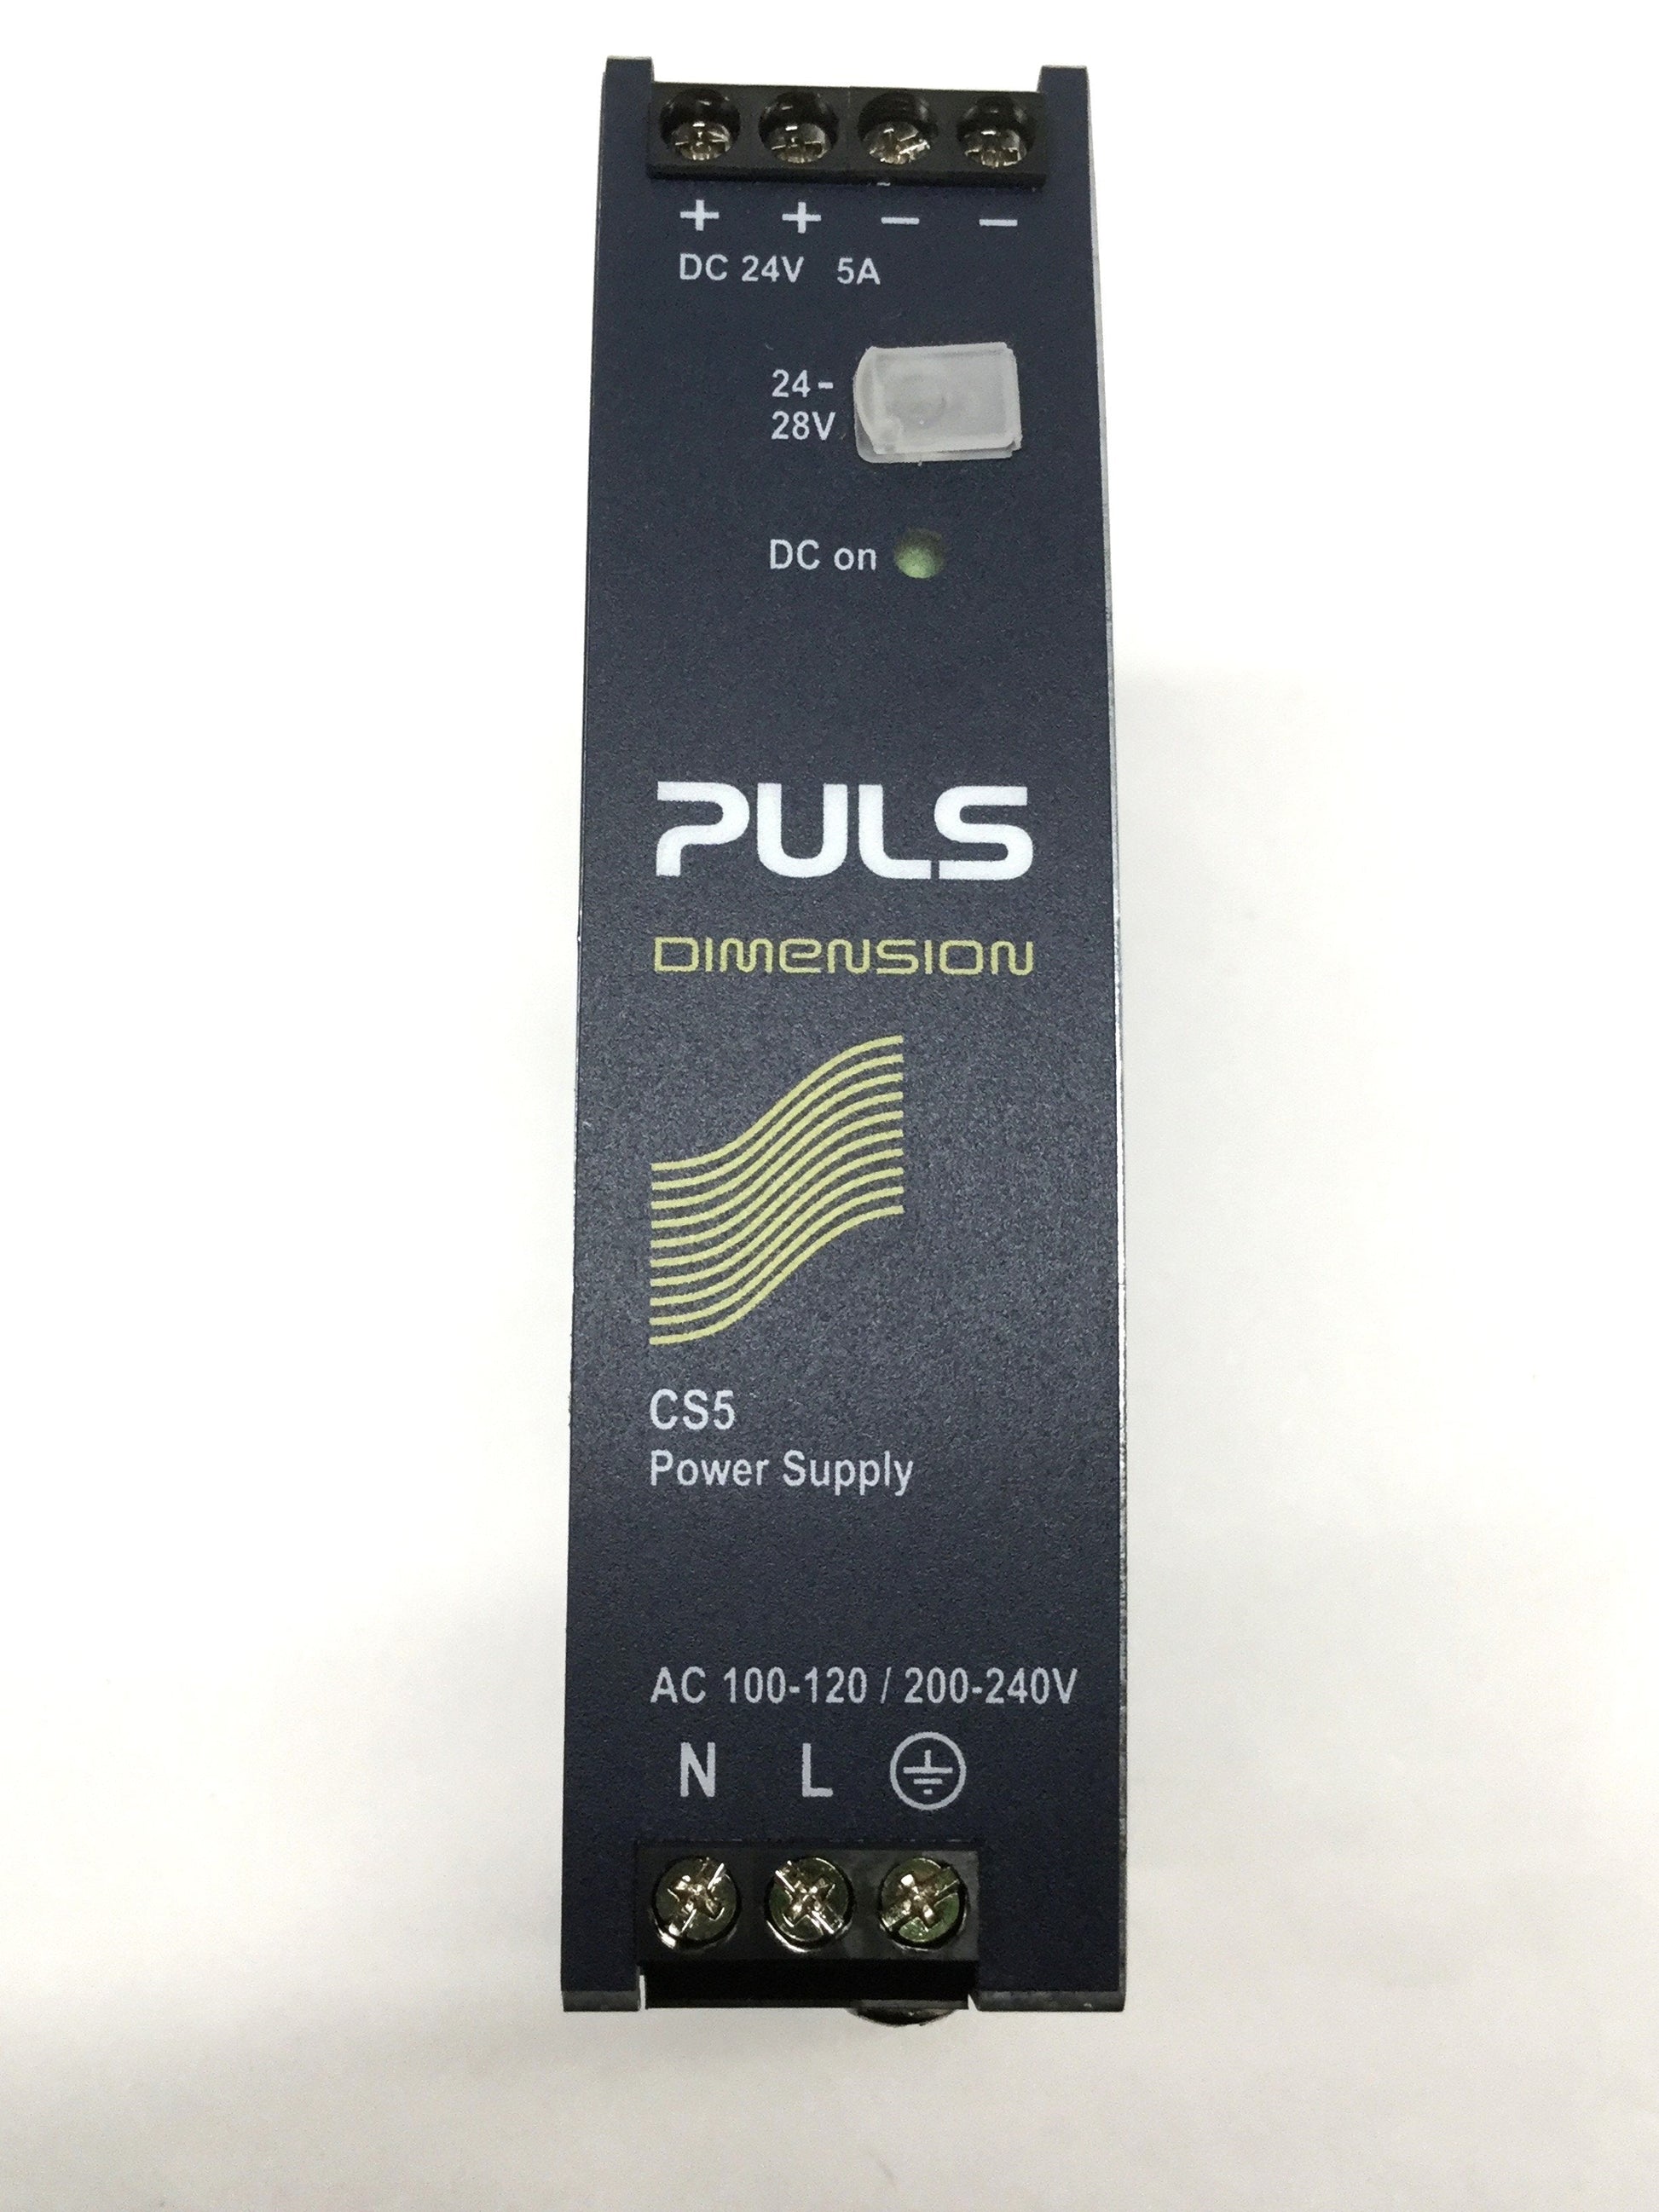 + + − −
DC 24V 5A
24-
28V
DC on
PULS
DIMENSION
CS5
Power Supply
AC 100-120 / 200-240V
N L